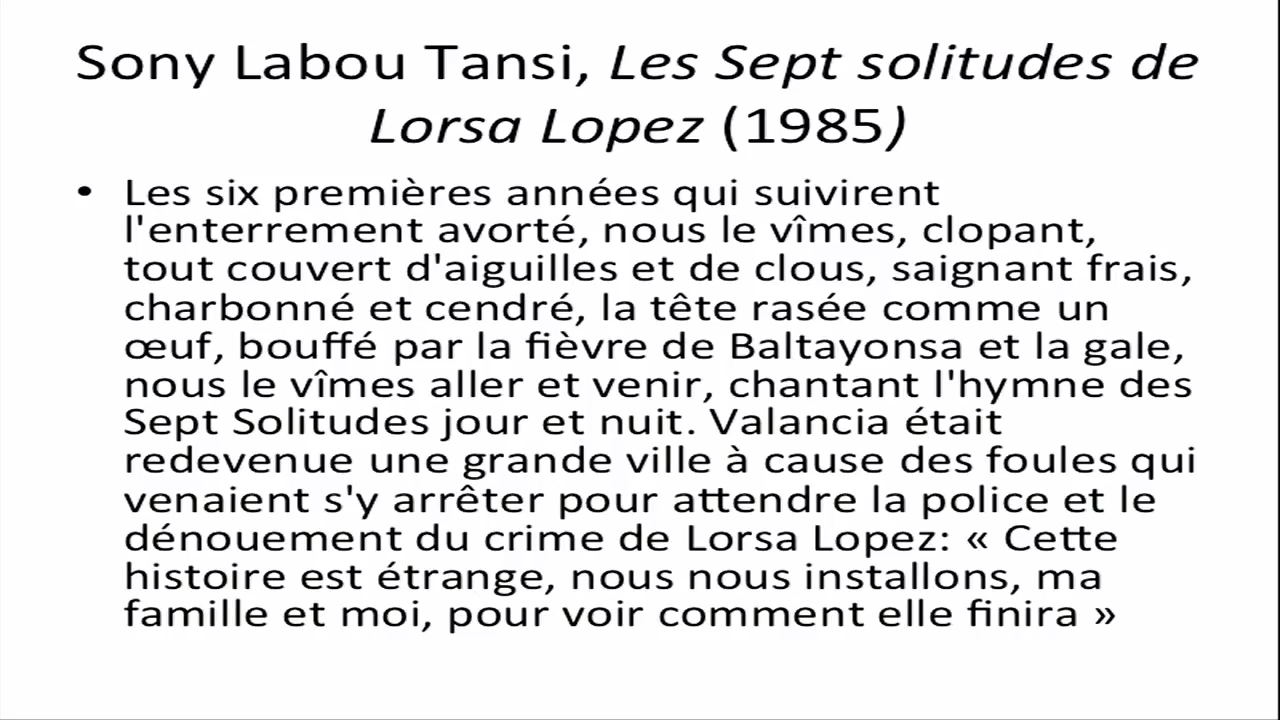 Sony Labou Tansi, Les Sept solitudes de
Lorsa Lopez (1985)
• Les six premières années qui suivirent
l'enterrement avorté, nous le vîmes, clopant,
tout couvert d'aiguilles et de clous, saignant frais,
charbonné et cendré, la tête rasée comme un
œuf, bouffé par la fièvre de Baltayonsa et la gale,
nous le vîmes aller et venir, chantant l'hymne des
Sept Solitudes jour et nuit. Valancia était
redevenue une grande ville à cause des foules qui
venaient s'y arrêter pour attendre la police et le
dénouement du crime de Lorsa Lopez: « Cette
histoire est étrange, nous nous installons, ma
famille et moi, pour voir comment elle finira »